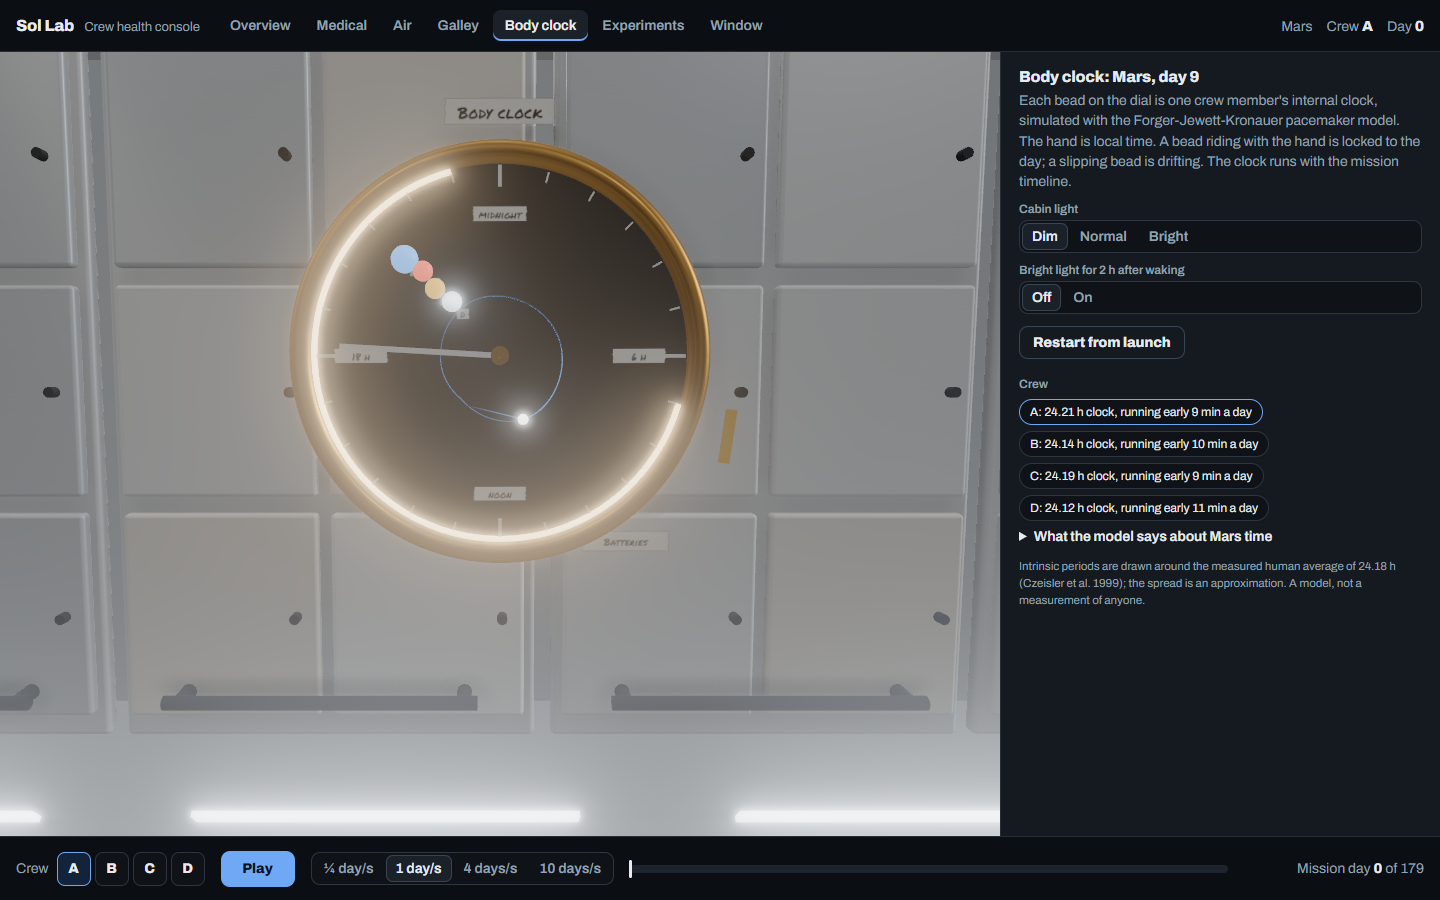 Sol Lab Crew health console Overview Medical Air Galley Body clock Experiments Window Mars Crew A Day 0
BODY CLOCK
MIDNIGHT
D
18 H
6 H
NOON
BATTERIES
Body clock: Mars, day 9
Each bead on the dial is one crew member's internal clock,
simulated with the Forger-Jewett-Kronauer pacemaker model.
The hand is local time. A bead riding with the hand is locked to the
day; a slipping bead is drifting. The clock runs with the mission
timeline.
Cabin light
Dim Normal Bright
Bright light for 2 h after waking
Off On
Restart from launch
Crew
A: 24.21 h clock, running early 9 min a day
B: 24.14 h clock, running early 10 min a day
C: 24.19 h clock, running early 9 min a day
D: 24.12 h clock, running early 11 min a day
What the model says about Mars time
Intrinsic periods are drawn around the measured human average of 24.18 h
(Czeisler et al. 1999); the spread is an approximation. A model, not a
measurement of anyone.
Crew A B C D Play ¼ day/s 1 day/s 4 days/s 10 days/s Mission day 0 of 179